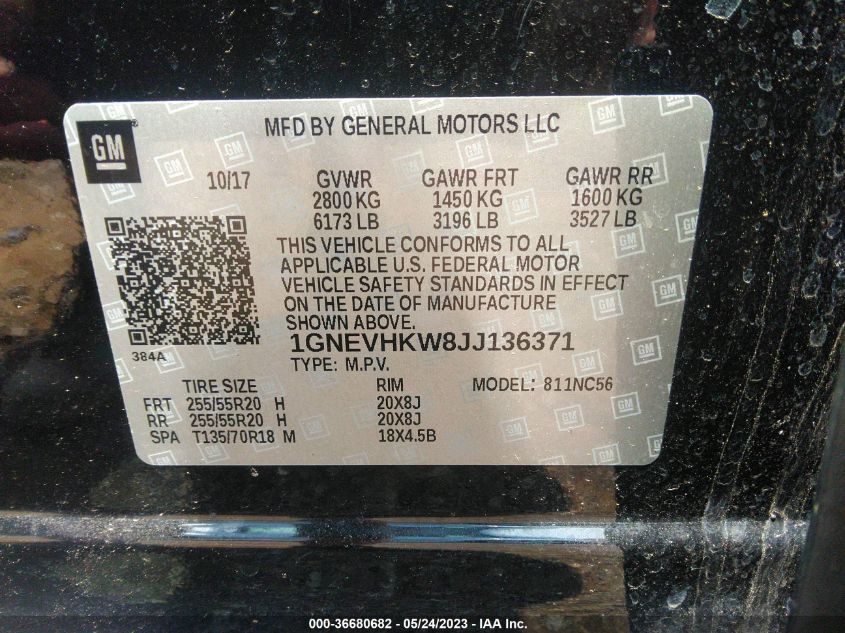 MFD BY GENERAL MOTORS LLC
GM
10/17 GVWR GAWR FRT GAWR RR
2800 KG 1450 KG 1600 KG
6173 LB 3196 LB 3527 LB
THIS VEHICLE CONFORMS TO ALL
APPLICABLE U.S. FEDERAL MOTOR
VEHICLE SAFETY STANDARDS IN EFFECT
ON THE DATE OF MANUFACTURE
SHOWN ABOVE.
384A
1GNEVHKW8JJ136371
TYPE: M.P.V.
TIRE SIZE RIM MODEL: 811NC56
FRT 255/55R20 H 20X8J
RR 255/55R20 H 20X8J
SPA T135/70R18 M 18X4.5B
000-36680682 - 05/24/2023 - IAA Inc.